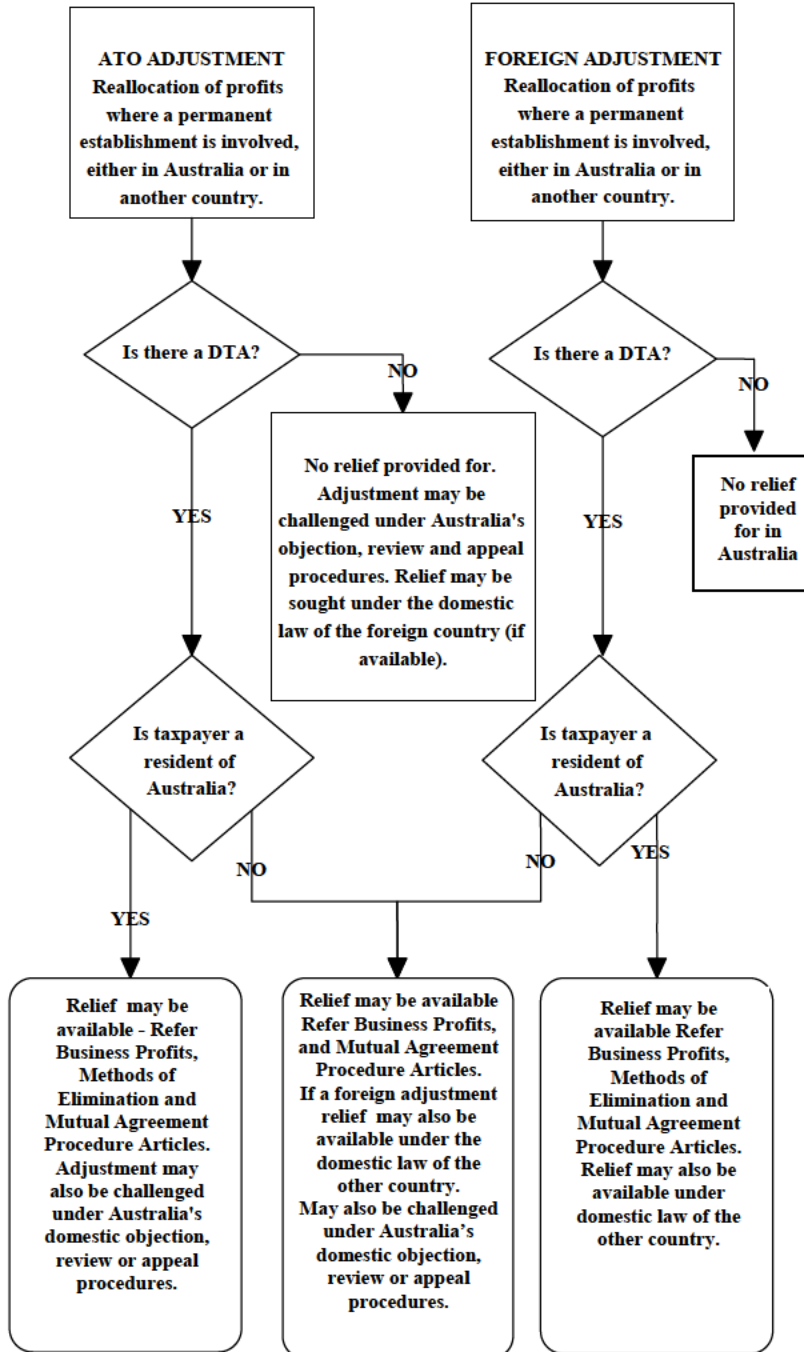 ATO ADJUSTMENT
Reallocation of profits
where a permanent
establishment is involved,
either in Australia or in
another country.
FOREIGN ADJUSTMENT
Reallocation of profits
where a permanent
establishment is involved,
either in Australia or in
another country.
Is there a DTA?
NO
Is there a DTA?
NO
YES
No relief provided for.
Adjustment may be
challenged under Australia's
objection, review and appeal
procedures. Relief may be
sought under the domestic
law of the foreign country (if
available).
YES
No relief
provided
for in
Australia
Is taxpayer a
resident of
Australia?
Is taxpayer a
resident of
Australia?
YES
NO
NO
YES
Relief may be
available - Refer
Business Profits,
Methods of
Elimination and
Mutual Agreement
Procedure Articles.
Adjustment may
also be challenged
under Australia's
domestic objection,
review or appeal
procedures.
Relief may be available
Refer Business Profits,
and Mutual Agreement
Procedure Articles.
If a foreign adjustment
relief may also be
available under the
domestic law of the
other country.
May also be challenged
under Australia’s
domestic objection,
review or appeal
procedures.
Relief may be
available Refer
Business Profits,
Methods of
Elimination and
Mutual Agreement
Procedure Articles.
Relief may also be
available under
domestic law of the
other country.